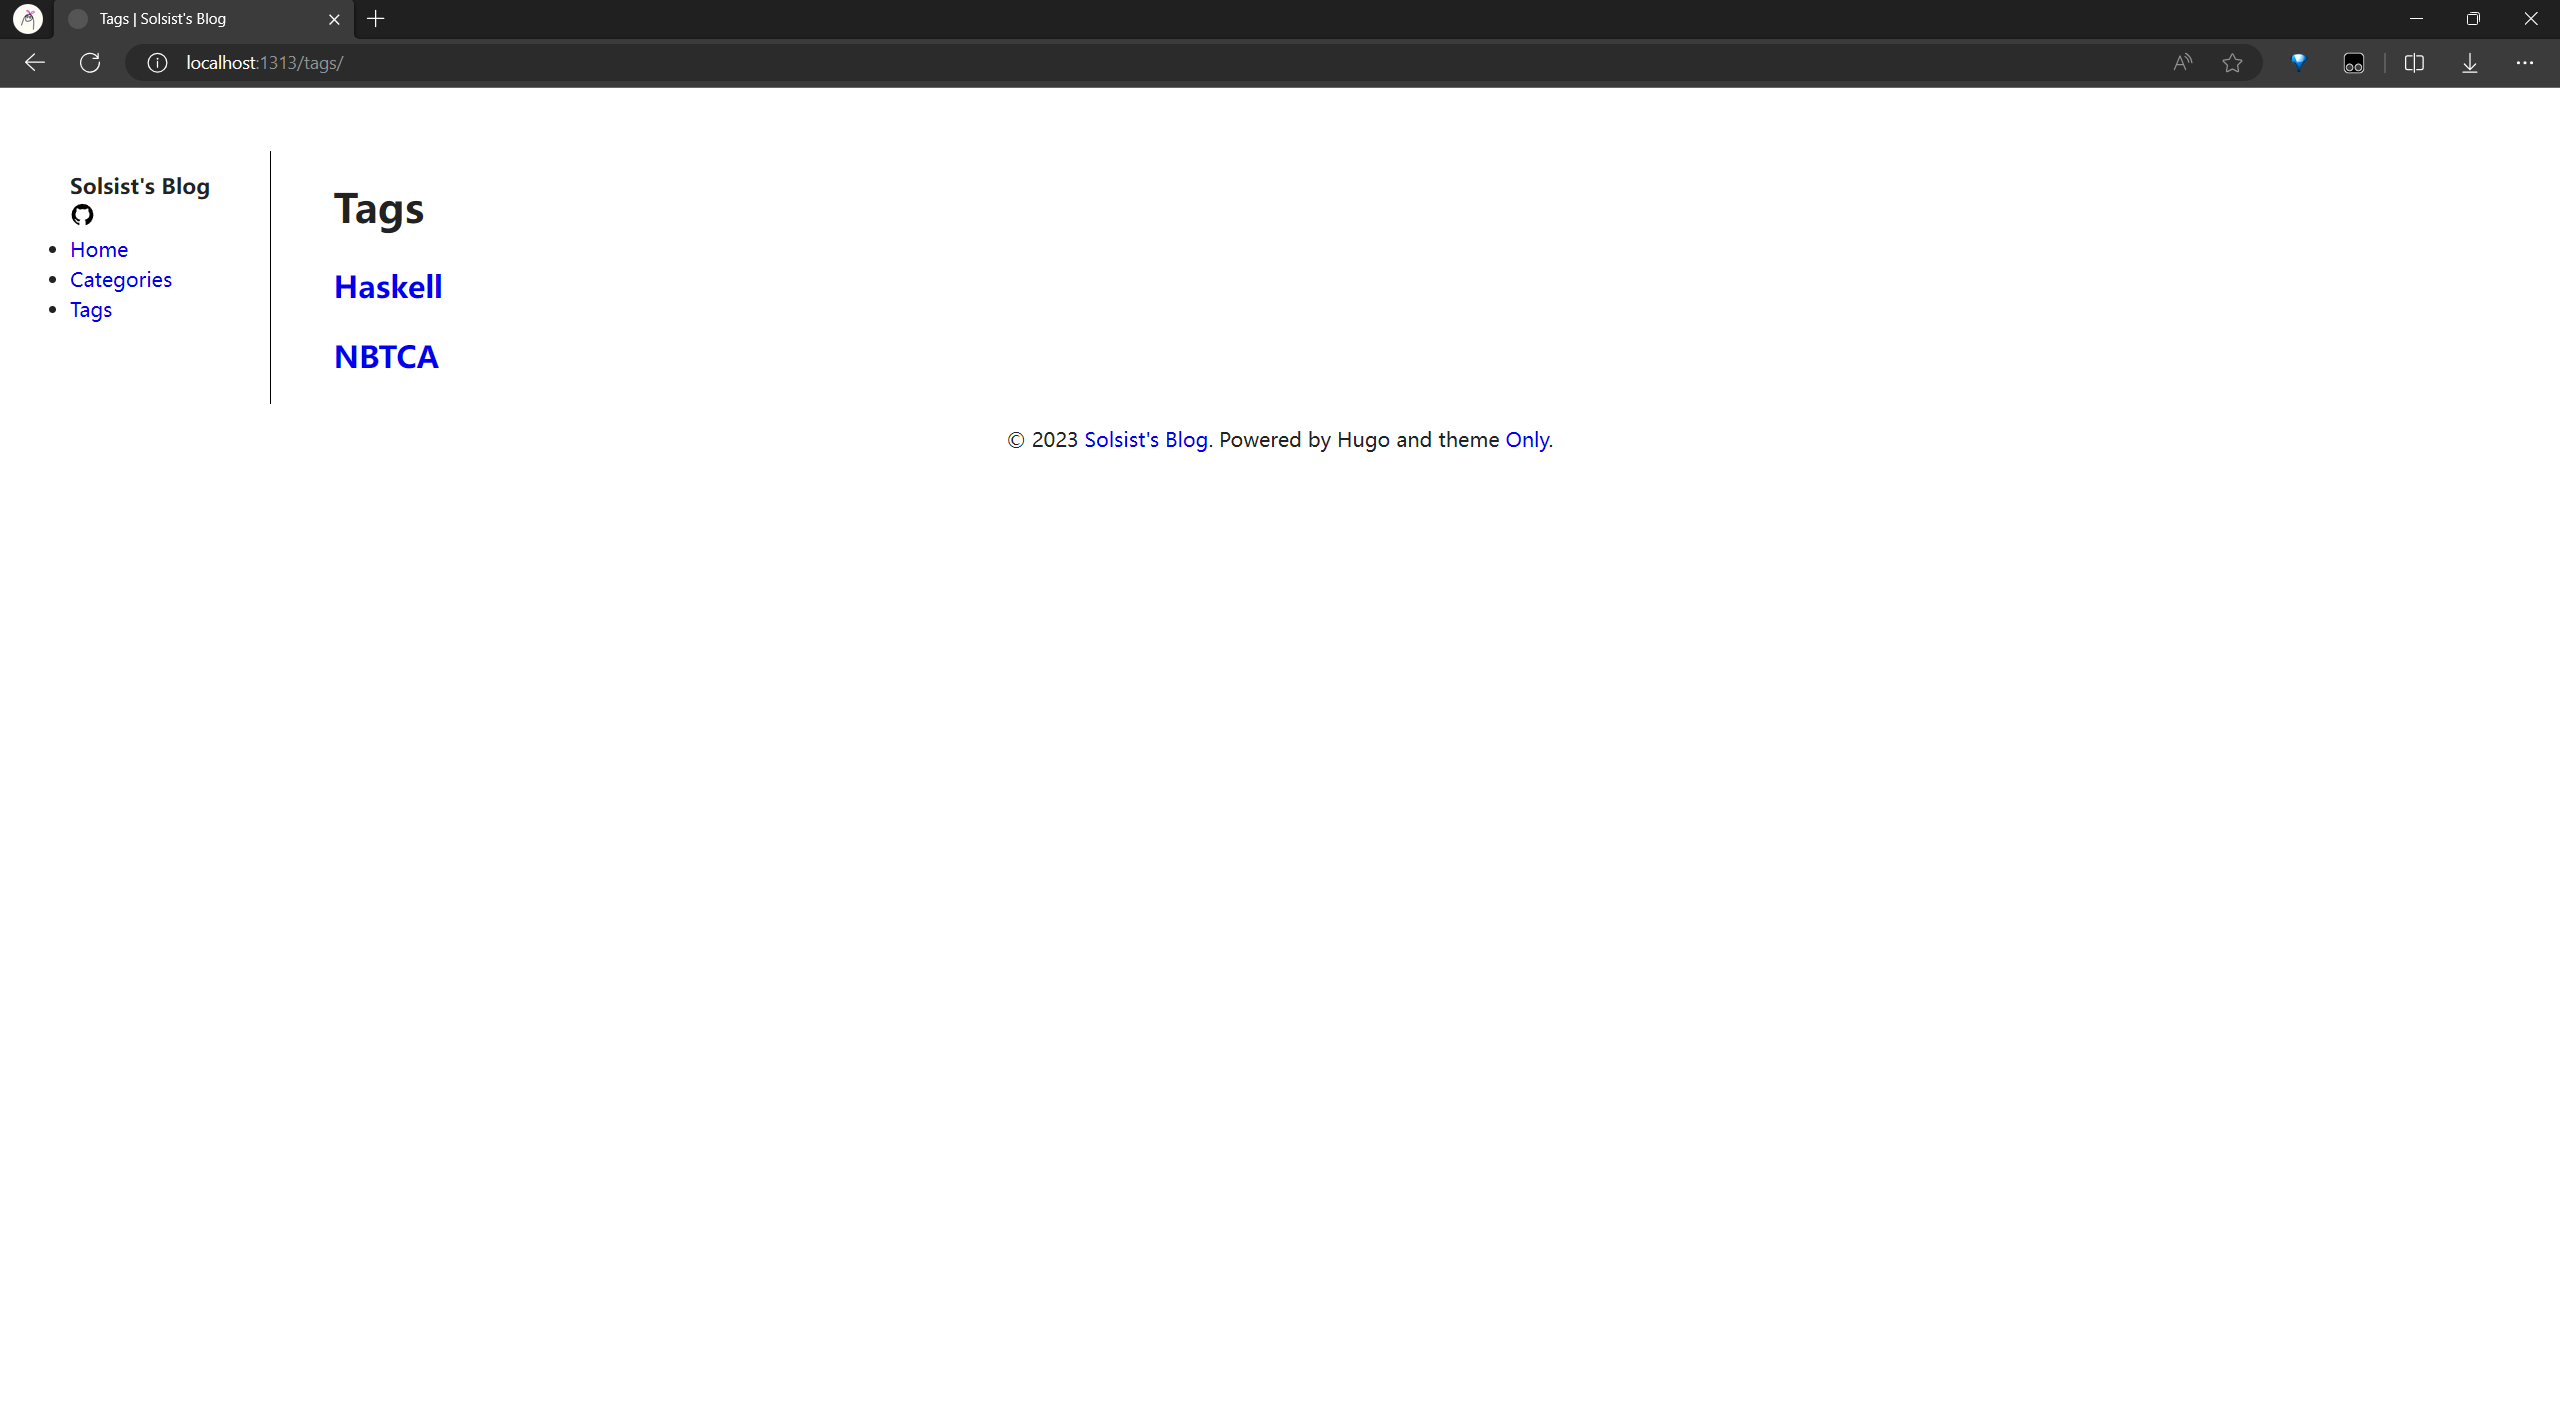 Tags | Solsist's Blog
localhost:1313/tags/
Solsist's Blog
Home
Categories
Tags
Tags
Haskell
NBTCA
© 2023 Solsist's Blog. Powered by Hugo and theme Only.